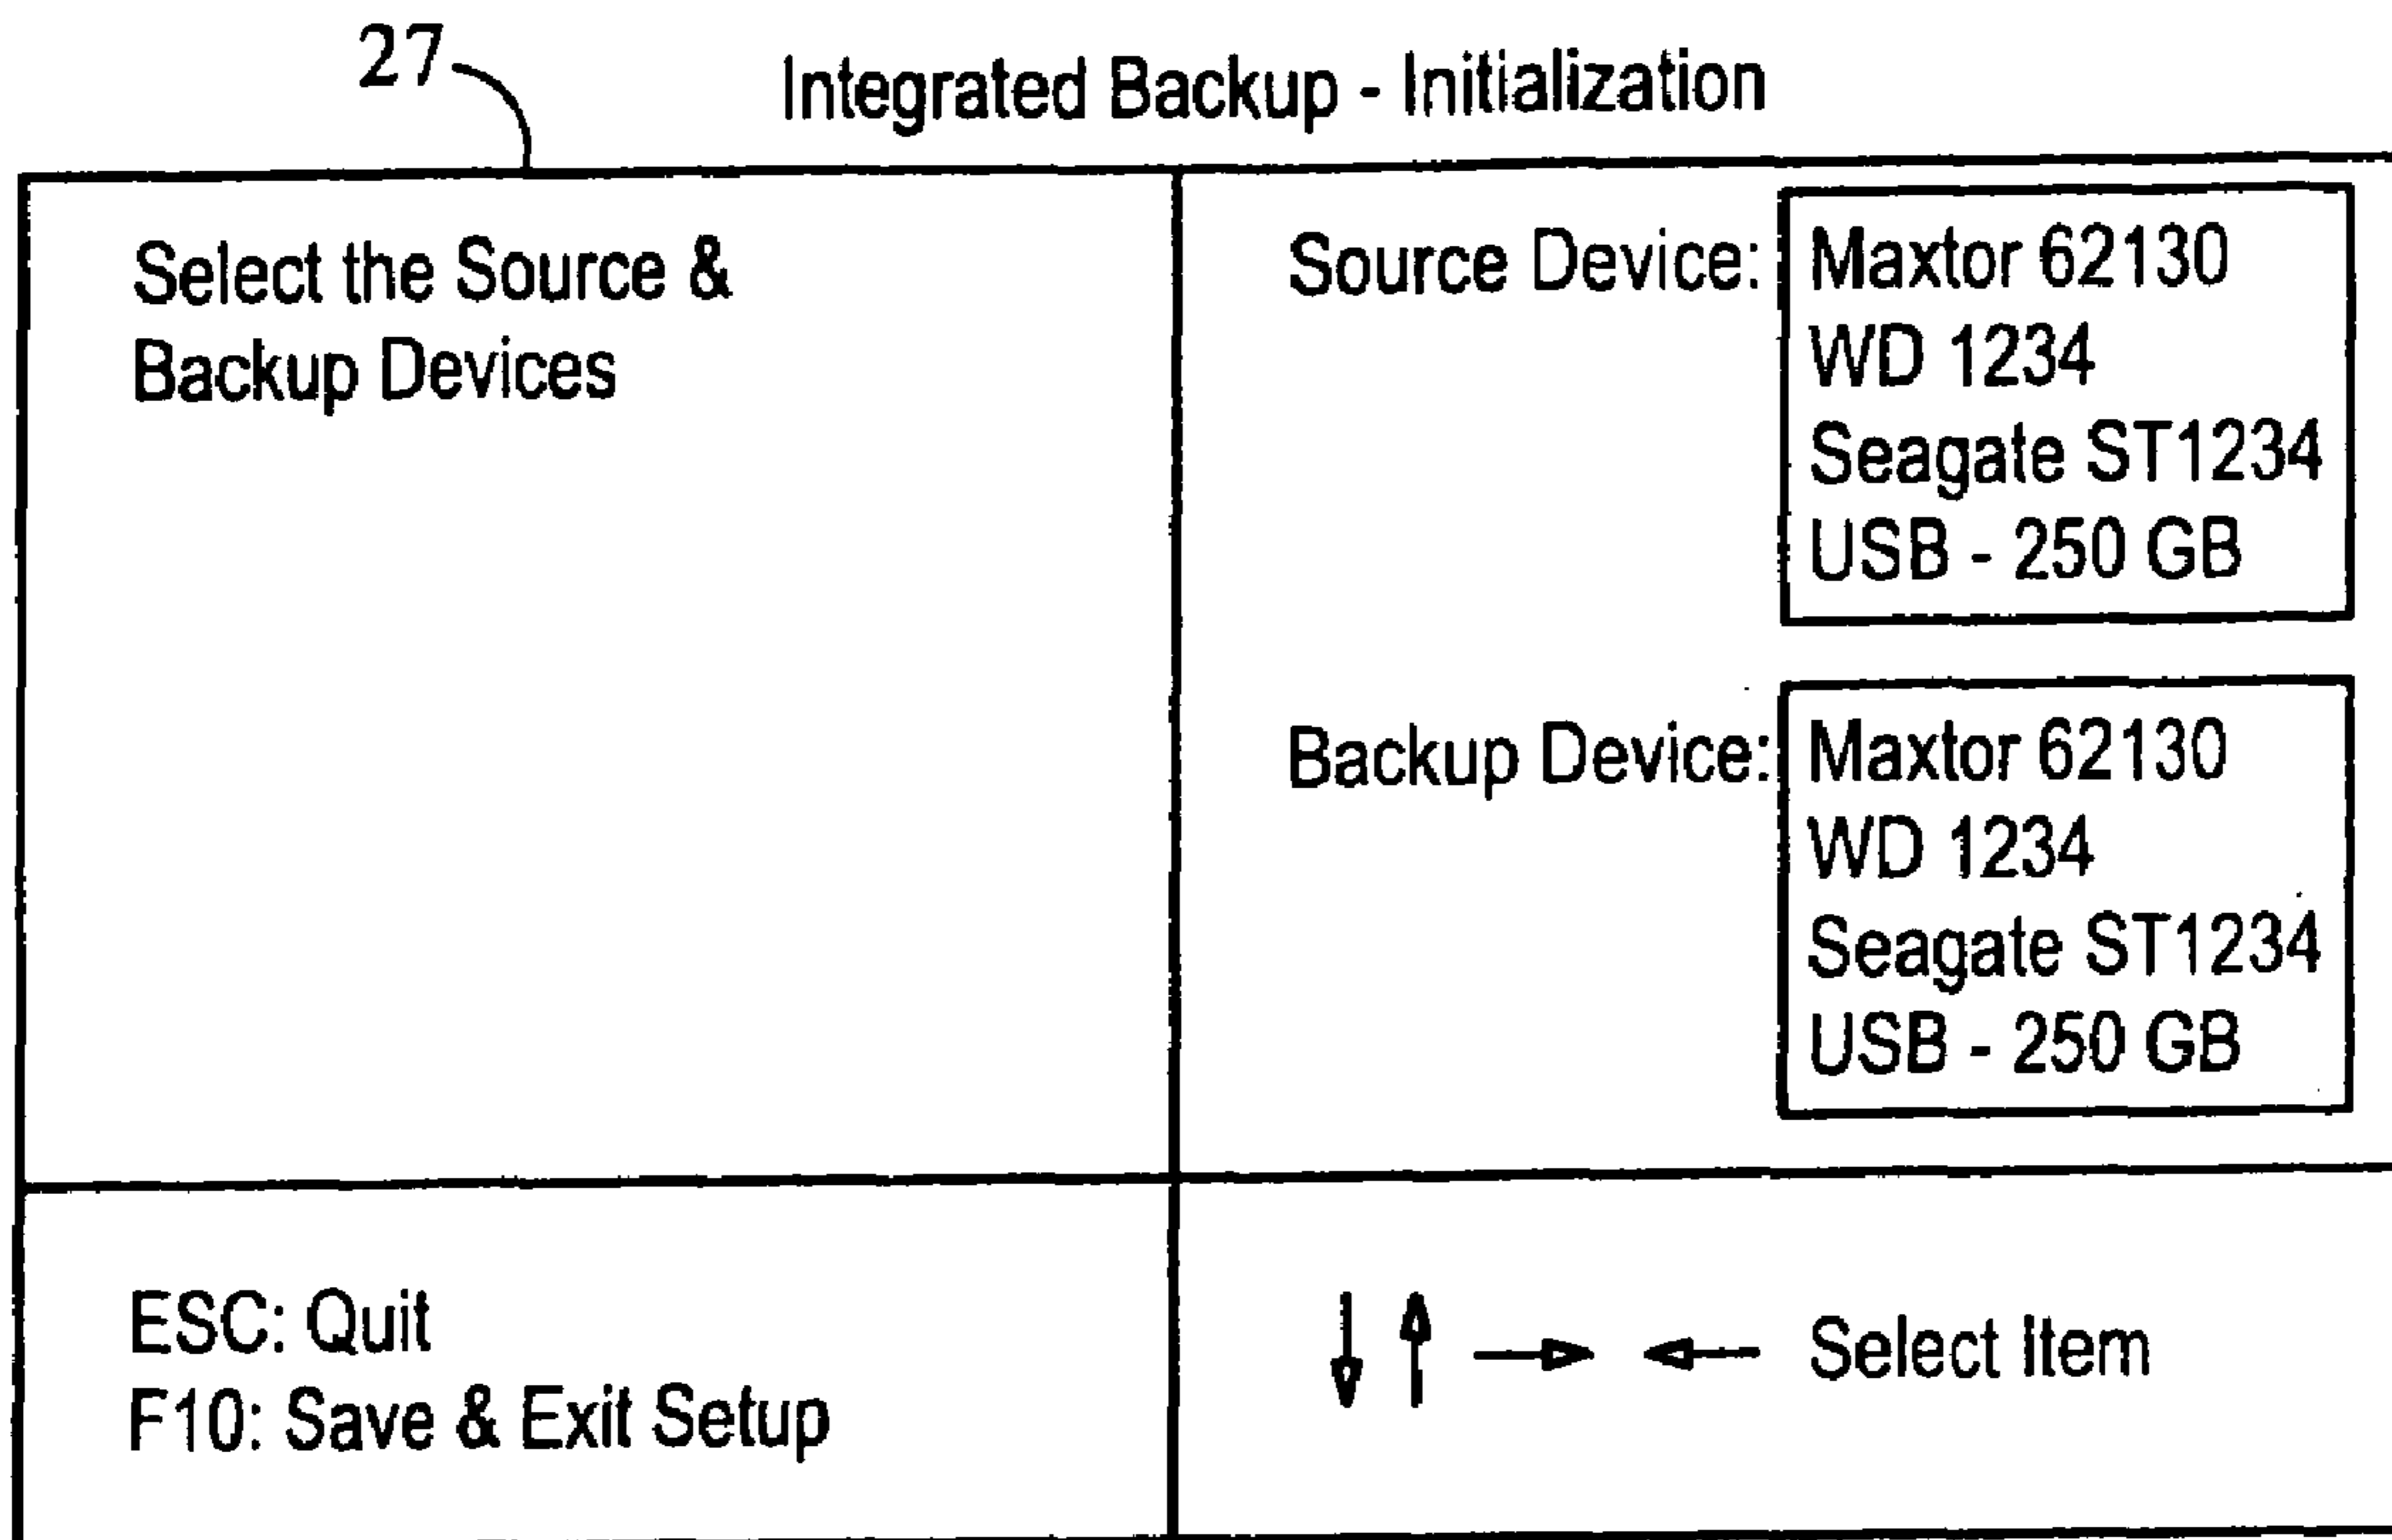 27
Integrated Backup - Initialization
Select the Source &
Backup Devices
Source Device:
Maxtor 62130
WD 1234
Seagate ST1234
USB - 250 GB
Backup Device:
Maxtor 62130
WD 1234
Seagate ST1234
USB - 250 GB
ESC: Quit
F10: Save & Exit Setup
↓ ↑ → ← Select Item